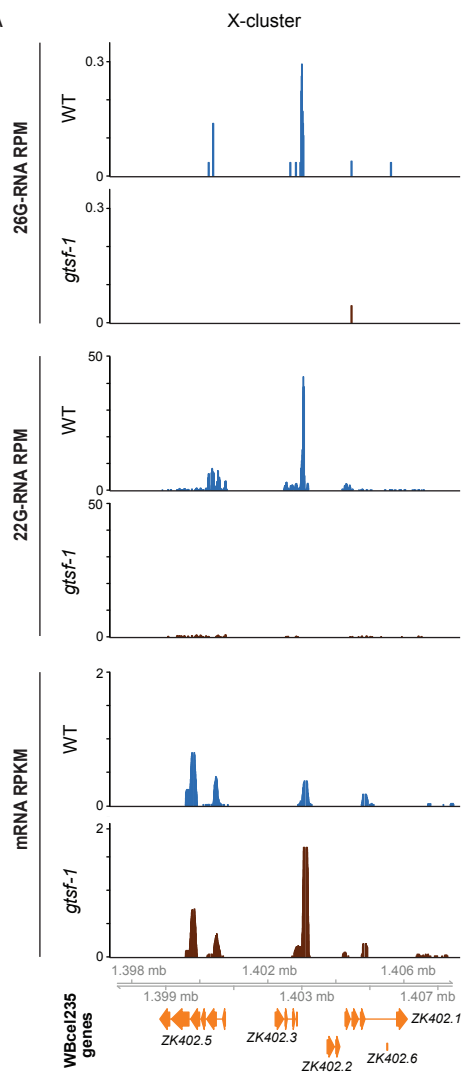 A
X-cluster
26G-RNA RPM
WT
0.3
0
gtsf-1
0.3
0
22G-RNA RPM
WT
50
0
gtsf-1
50
0
mRNA RPKM
WT
2
1
0
gtsf-1
2
1
0
1.398 mb 1.402 mb 1.406 mb
1.399 mb 1.403 mb 1.407 mb
WBcel235
genes
ZK402.1
ZK402.5 ZK402.3
ZK402.2 ZK402.6